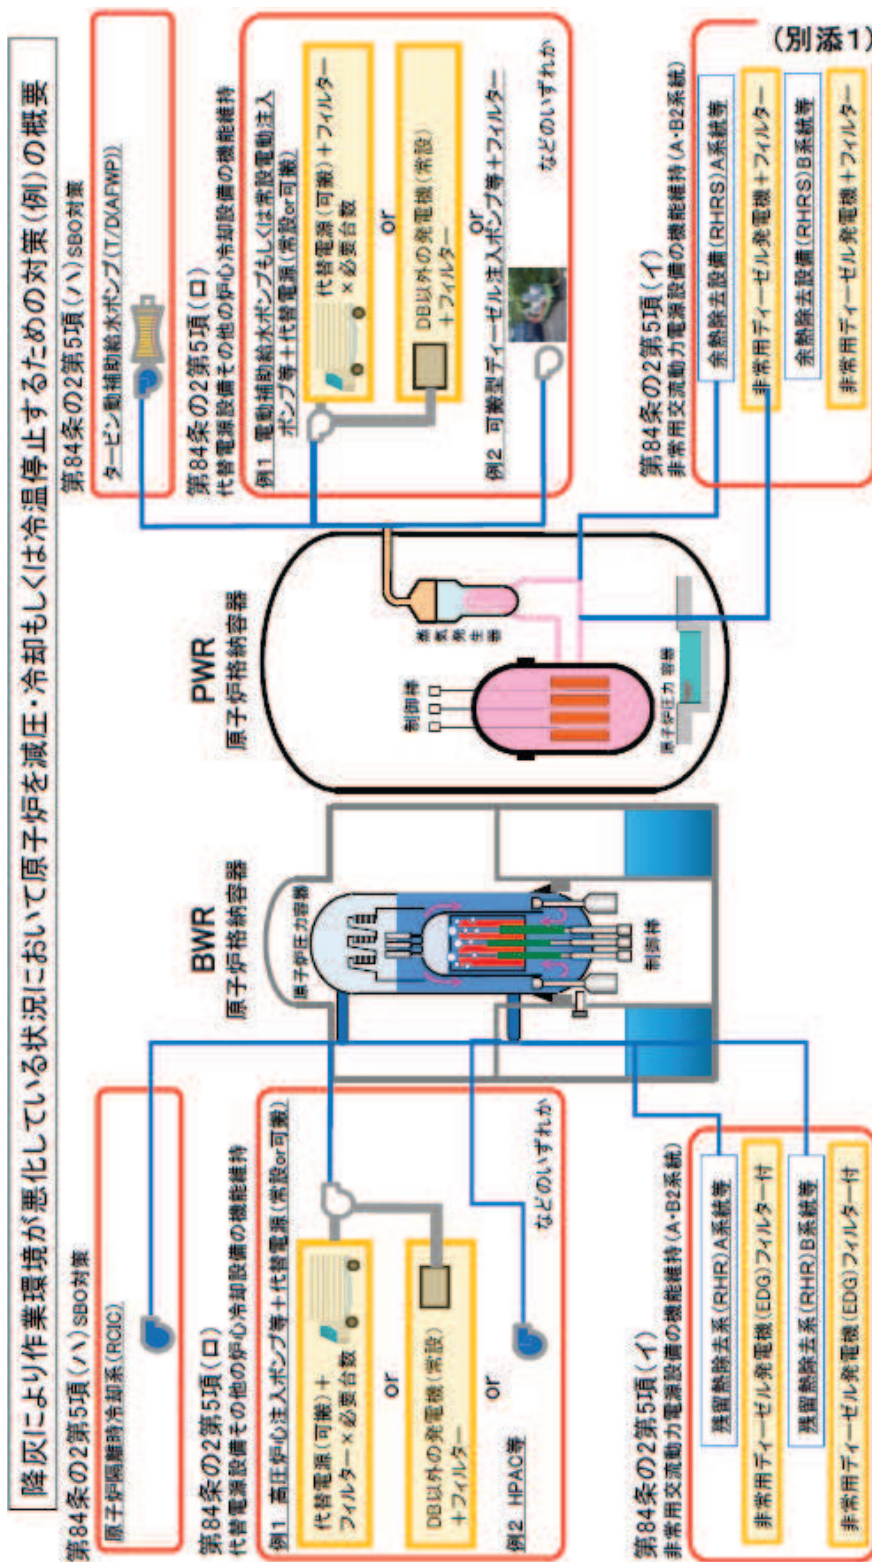 (別添1)
降灰により作業環境が悪化している状況において原子炉を減圧・冷却もしくは冷温停止するための対策(例)の概要
第84条の2第5項(ハ)SBO対策
原子炉隔離時冷却系(RCIC)
第84条の2第5項(ロ)
代替電源設備その他の炉心冷却設備の機能維持
例1 高圧炉心注入ポンプ等+代替電源(常設or可搬)
代替電源(可搬)+
フィルター×必要台数
or
DB以外の発電機(常設)
+フィルター
or
例2 HPAC等
などのいずれか
第84条の2第5項(イ)
非常用交流動力電源設備の機能維持(A・B2系統)
残留熱除去系(RHR)A系統等
非常用ディーゼル発電機(EDG)フィルター付
残留熱除去系(RHR)B系統等
非常用ディーゼル発電機(EDG)フィルター付
BWR
原子炉格納容器
原子炉圧力容器
制御棒
PWR
原子炉格納容器
制御棒
蒸気発生器
原子炉圧力容器
第84条の2第5項(ハ)SBO対策
タービン動補助給水ポンプ(T/D(AFWP))
第84条の2第5項(ロ)
代替電源設備その他の炉心冷却設備の機能維持
例1 電動補助給水ポンプもしくは常設電動注入
ポンプ等+代替電源(常設or可搬)
代替電源(可搬)+フィルター
×必要台数
or
DB以外の発電機(常設)
+フィルター
or
例2 可搬型ディーゼル注入ポンプ等+フィルター
などのいずれか
第84条の2第5項(イ)
非常用交流動力電源設備の機能維持(A・B2系統)
余熱除去設備(RHRS)A系統等
非常用ディーゼル発電機+フィルター
余熱除去設備(RHRS)B系統等
非常用ディーゼル発電機+フィルター